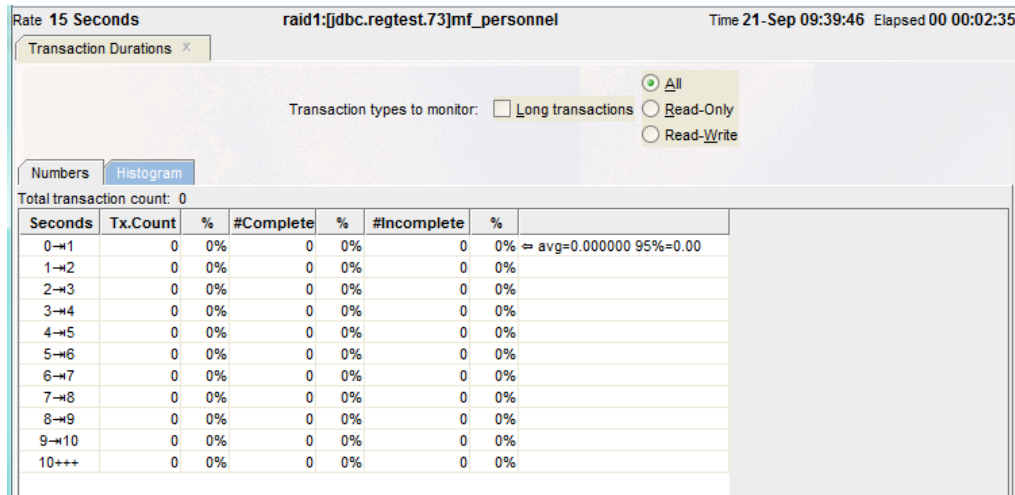 Rate 15 Seconds raid1:[jdbc.regtest.73]mf_personnel Time 21-Sep 09:39:46 Elapsed 00 00:02:35
Transaction Durations x
All
Transaction types to monitor: Long transactions Read-Only
Read-Write
Numbers Histogram
Total transaction count: 0
Seconds Tx.Count % #Complete % #Incomplete %
0⇥1 0 0% 0 0% 0 0% ⇦ avg=0.000000 95%=0.00
1⇥2 0 0% 0 0% 0 0%
2⇥3 0 0% 0 0% 0 0%
3⇥4 0 0% 0 0% 0 0%
4⇥5 0 0% 0 0% 0 0%
5⇥6 0 0% 0 0% 0 0%
6⇥7 0 0% 0 0% 0 0%
7⇥8 0 0% 0 0% 0 0%
8⇥9 0 0% 0 0% 0 0%
9⇥10 0 0% 0 0% 0 0%
10+++ 0 0% 0 0% 0 0%